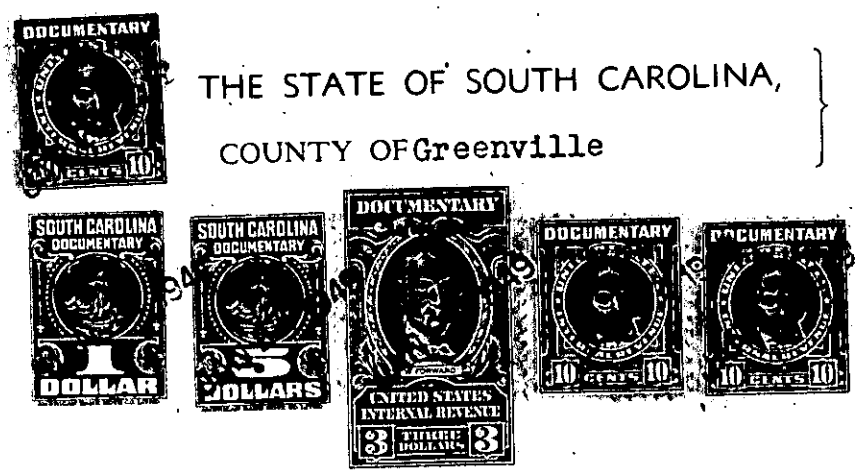 DOCUMENTARY
10 CENTS 10
THE STATE OF SOUTH CAROLINA,
COUNTY OF Greenville
SOUTH CAROLINA
DOCUMENTARY
1
DOLLAR
SOUTH CAROLINA
DOCUMENTARY
5
DOLLARS
DOCUMENTARY
UNITED STATES
INTERNAL REVENUE
3 THREE DOLLARS 3
DOCUMENTARY
10 CENTS 10
DOCUMENTARY
10 CENTS 10